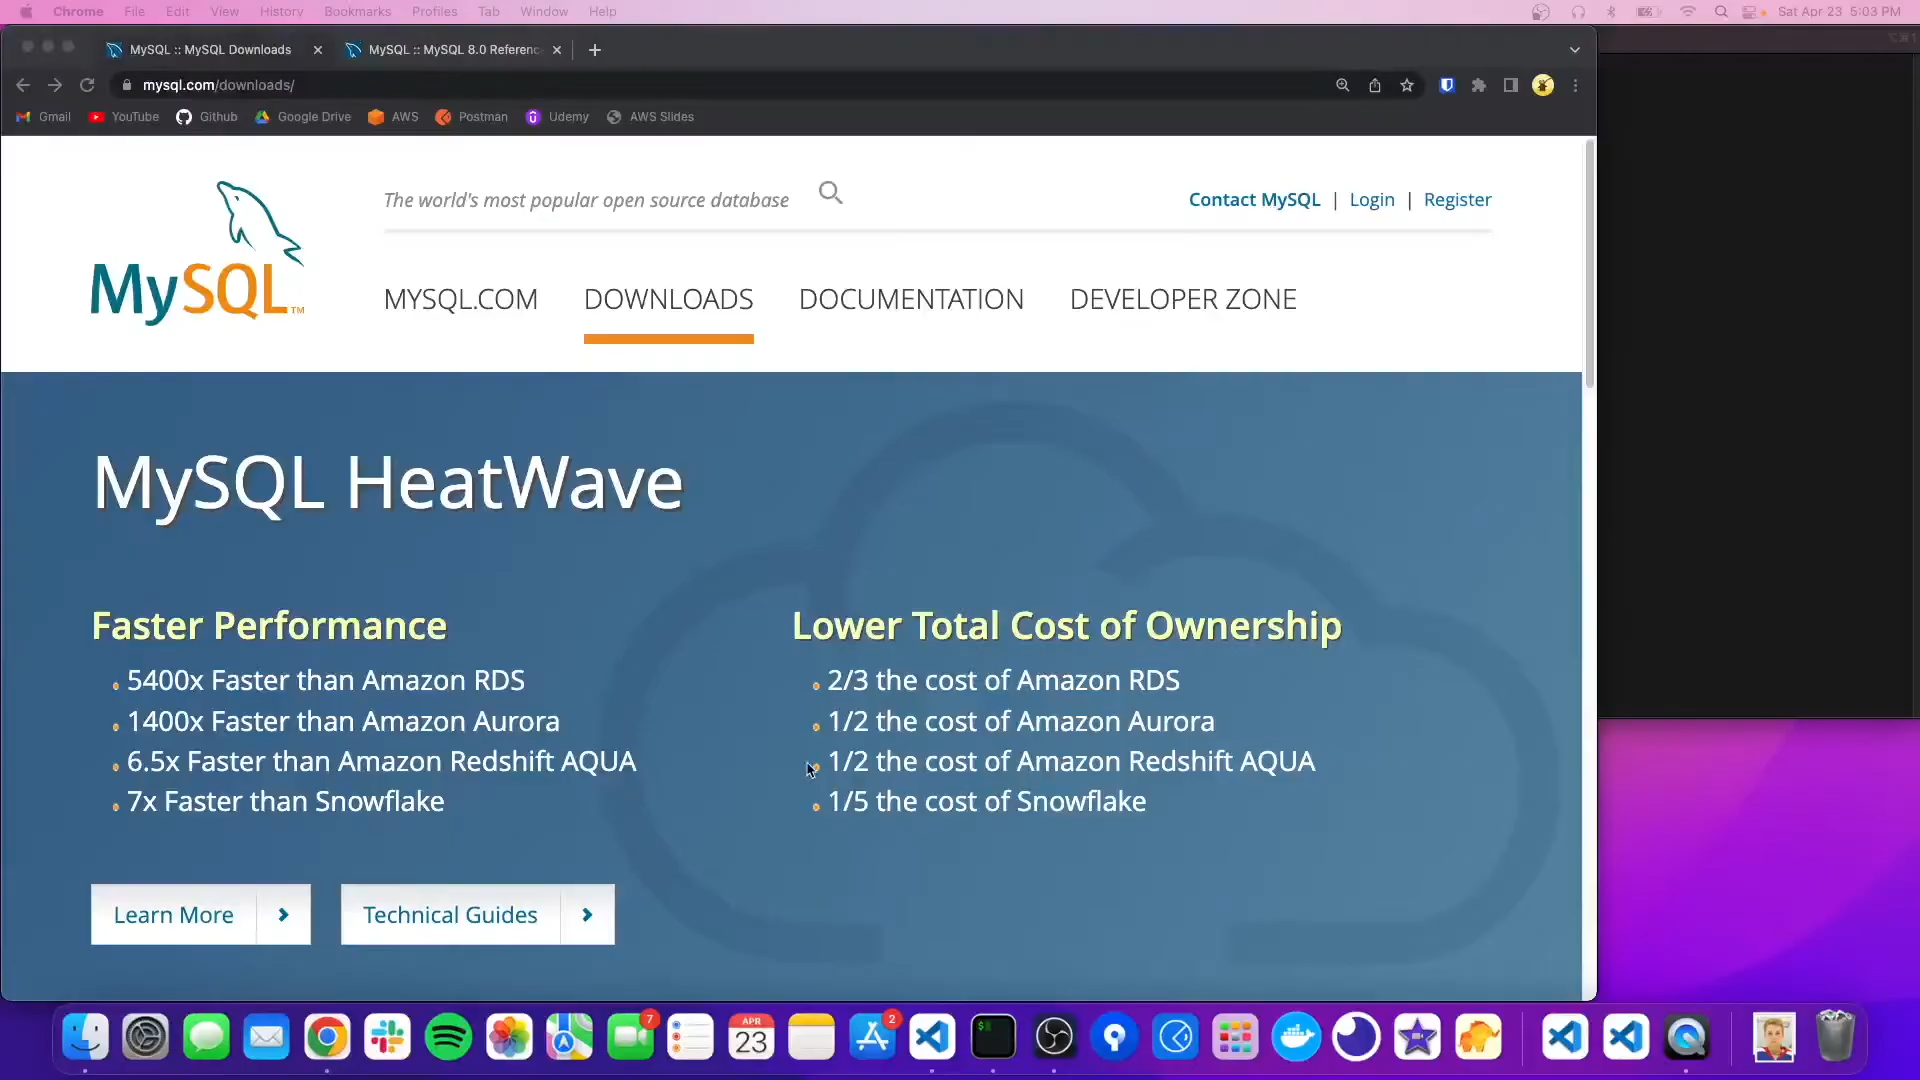 Chrome File Edit View History Bookmarks Profiles Tab Window Help Sat Apr 23 5:03 PM
MySQL :: MySQL Downloads MySQL :: MySQL 8.0 Referenc
mysql.com/downloads/
Gmail YouTube Github Google Drive AWS Postman Udemy AWS Slides
The world's most popular open source database
Contact MySQL | Login | Register
MySQL™
MYSQL.COM DOWNLOADS DOCUMENTATION DEVELOPER ZONE
MySQL HeatWave
Faster Performance
5400x Faster than Amazon RDS
1400x Faster than Amazon Aurora
6.5x Faster than Amazon Redshift AQUA
7x Faster than Snowflake
Lower Total Cost of Ownership
2/3 the cost of Amazon RDS
1/2 the cost of Amazon Aurora
1/2 the cost of Amazon Redshift AQUA
1/5 the cost of Snowflake
Learn More
Technical Guides
7
APR
23
2